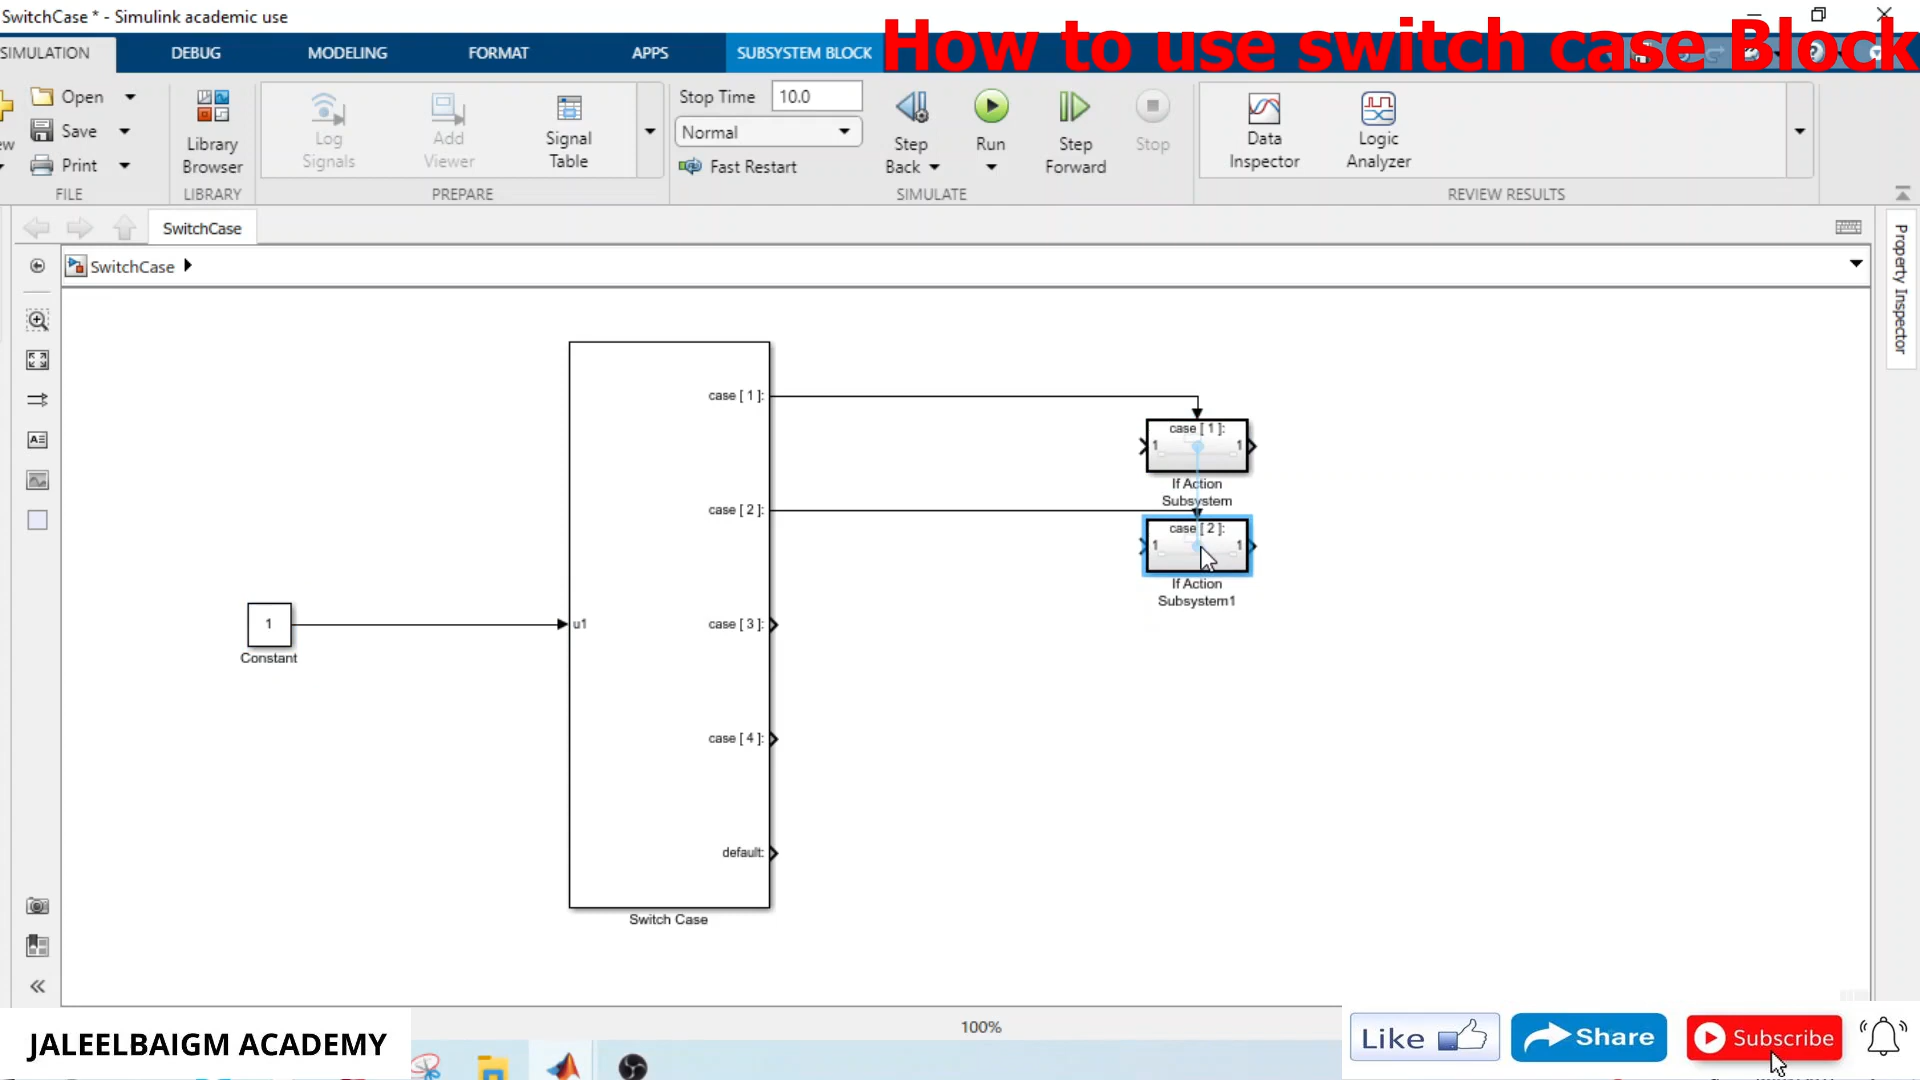 SwitchCase * - Simulink academic use
How to use switch case Block
SIMULATION
DEBUG
MODELING
FORMAT
APPS
SUBSYSTEM BLOCK
Open
Save
Print
FILE
Library
Browser
LIBRARY
Log
Signals
Add
Viewer
Signal
Table
PREPARE
Stop Time
10.0
Normal
Fast Restart
Step
Back
Run
Step
Forward
Stop
SIMULATE
Data
Inspector
Logic
Analyzer
REVIEW RESULTS
SwitchCase
SwitchCase
Property Inspector
case [ 1 ]:
case [ 2 ]:
case [ 3 ]:
case [ 4 ]:
default:
u1
Switch Case
1
Constant
case [ 1 ]:
1
1
If Action
Subsystem
case [ 2 ]:
1
1
If Action
Subsystem1
100%
JALEELBAIGM ACADEMY
Like
Share
Subscribe